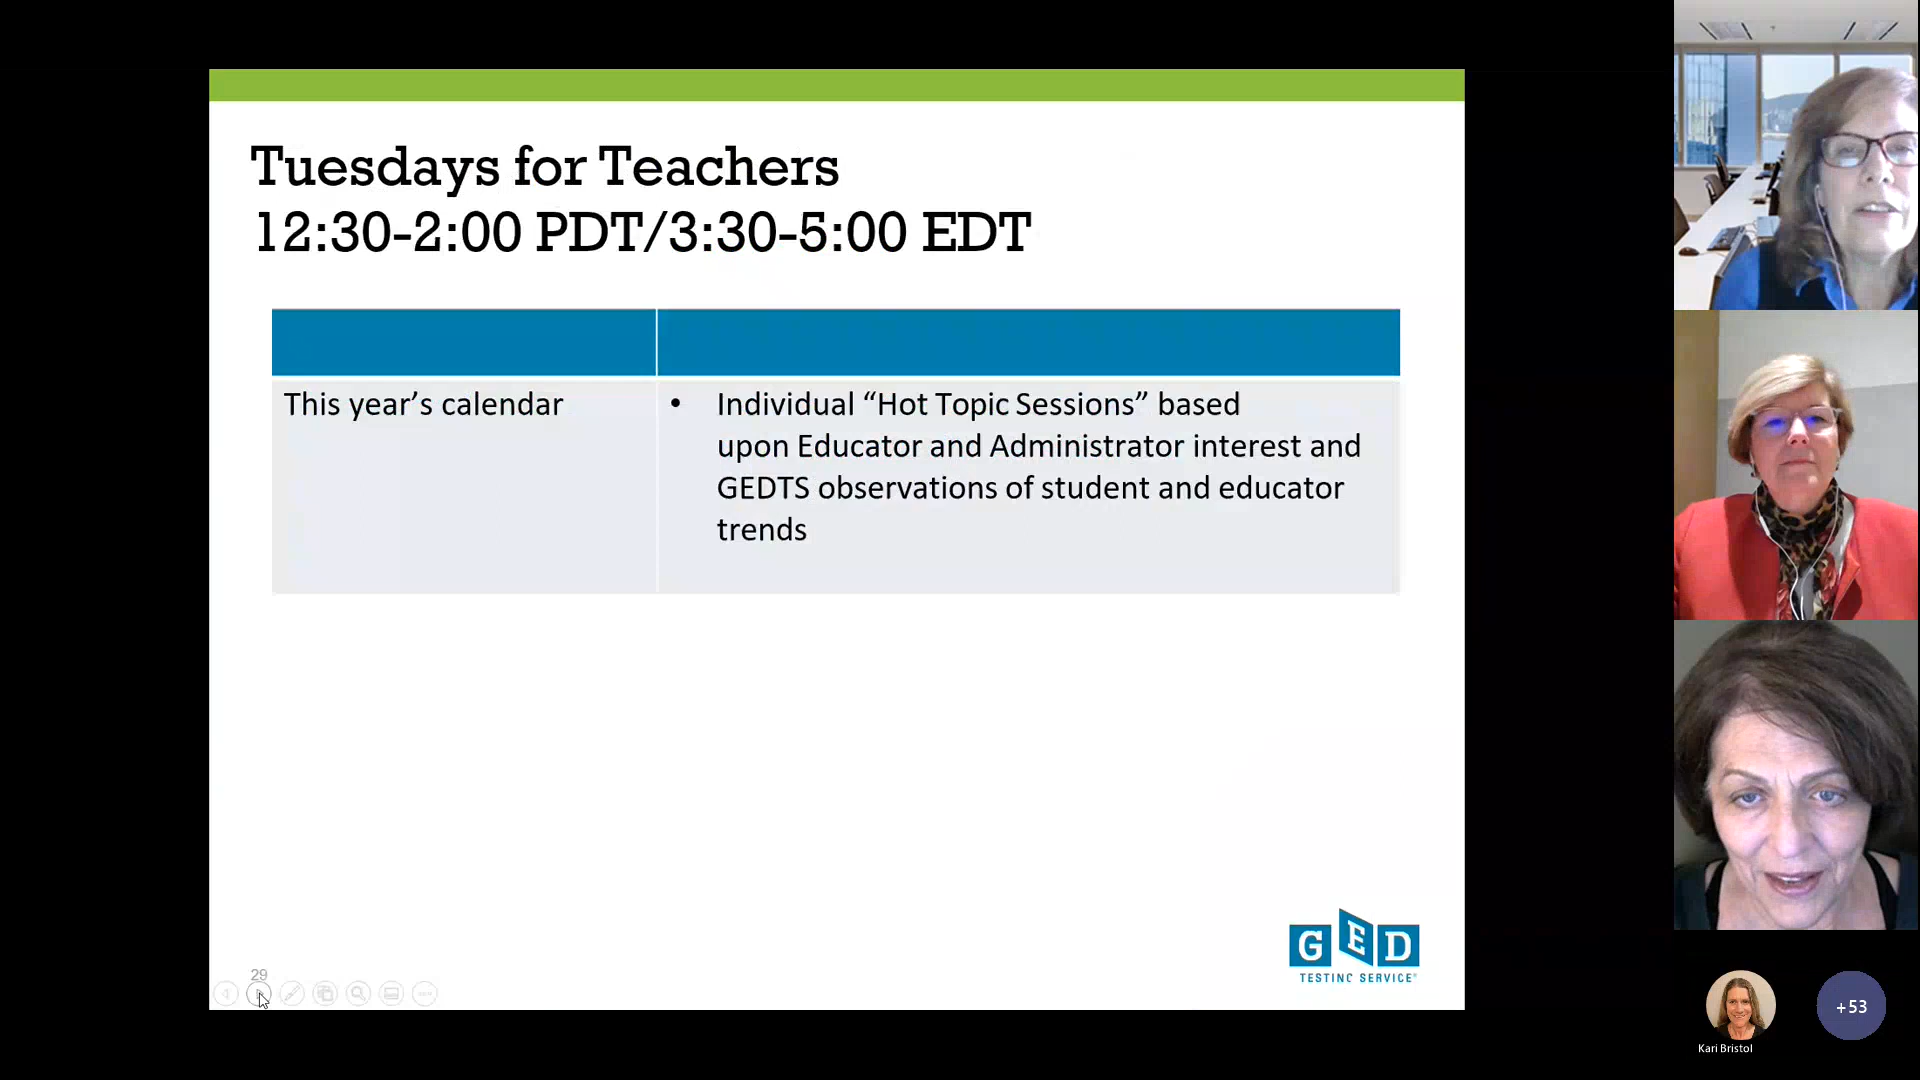 Tuesdays for Teachers
12:30-2:00 PDT/3:30-5:00 EDT
This year’s calendar
• Individual “Hot Topic Sessions” based
upon Educator and Administrator interest and
GEDTS observations of student and educator
trends
GED
TESTING SERVICE®
29
+53
Kari Bristol